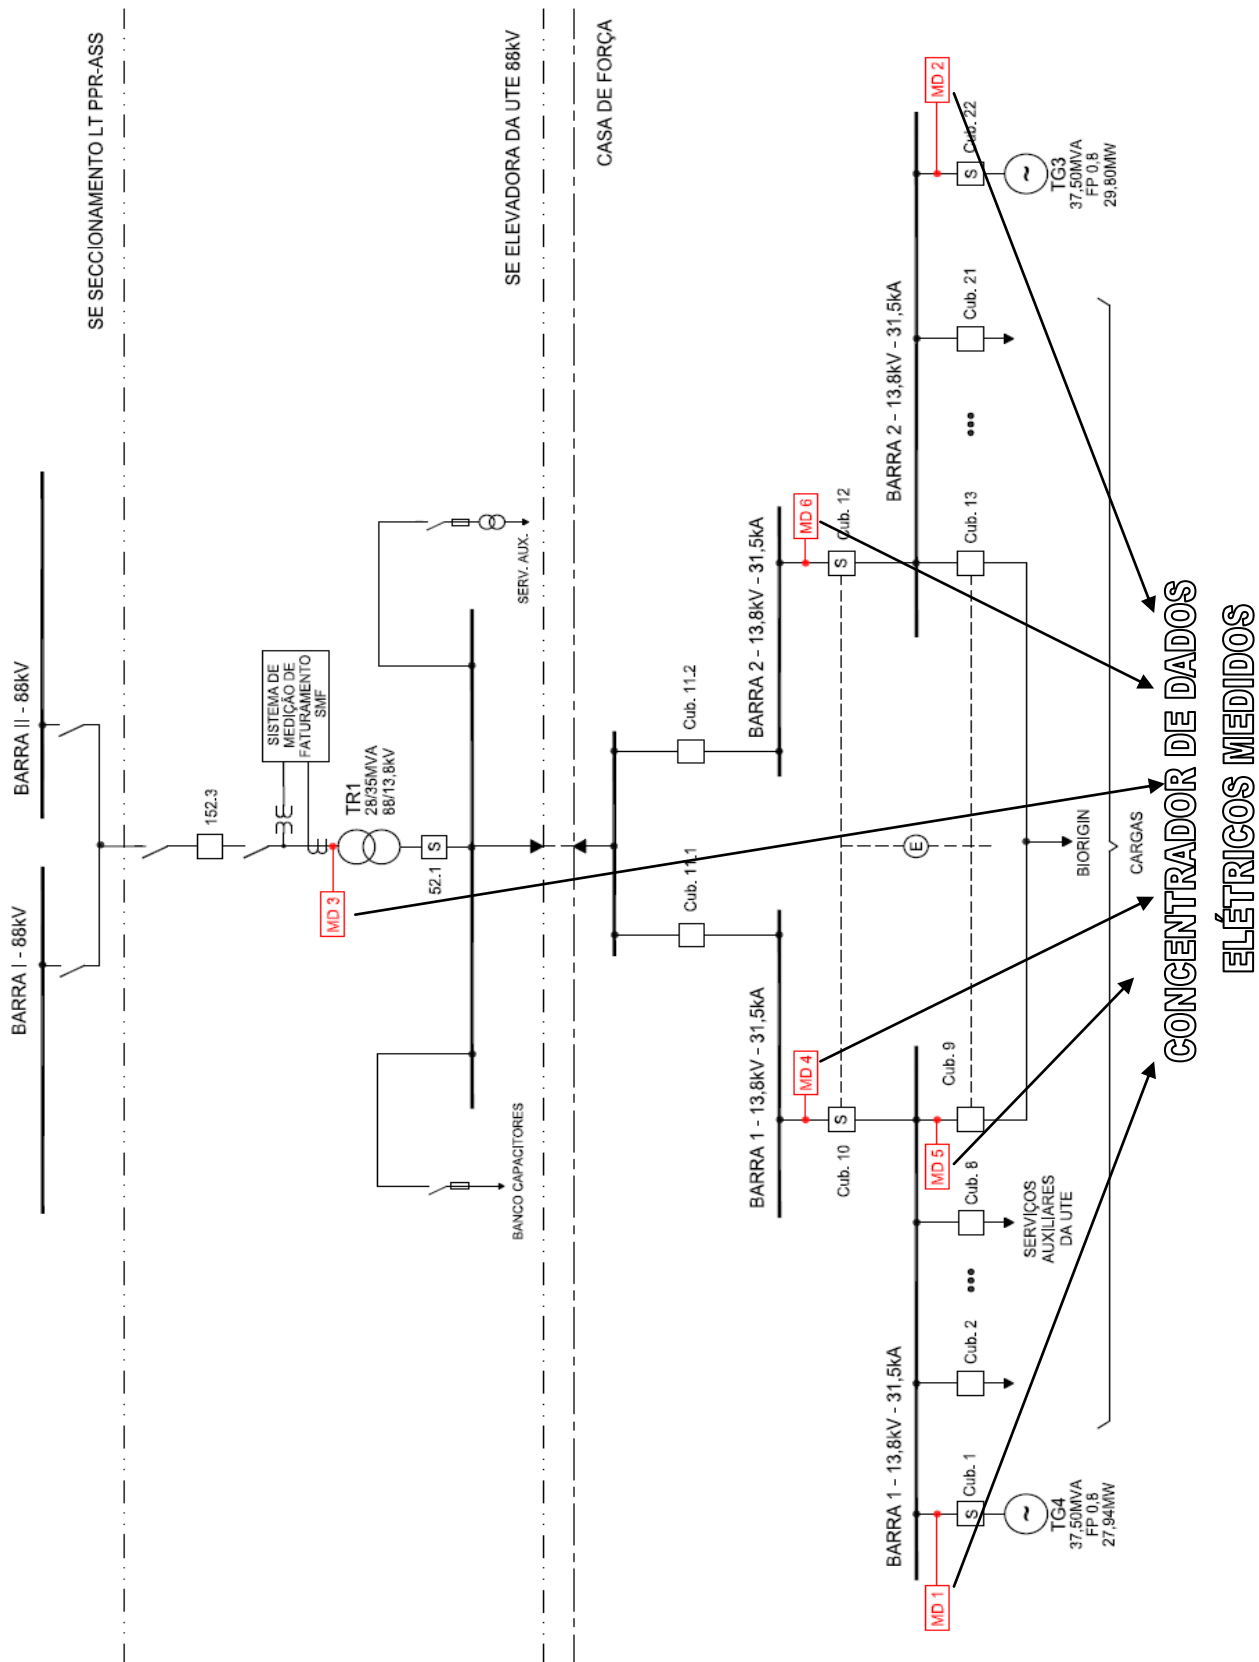 BARRA I - 88kV
BARRA II - 88kV
SE SECCIONAMENTO LT PPR-ASS
152.3
SISTEMA DE
MEDIÇÃO DE
FATURAMENTO
SMF
MD 3
TR1
28/35MVA
88/13,8kV
52.1
S
BANCO CAPACITORES
SERV. AUX.
SE ELEVADORA DA UTE 88kV
CASA DE FORÇA
Cub. 11.1
Cub. 11.2
BARRA 1 - 13,8kV - 31,5kA
BARRA 2 - 13,8kV - 31,5kA
MD 4
MD 6
Cub. 10
S
S
Cub. 12
BARRA 1 - 13,8kV - 31,5kA
BARRA 2 - 13,8kV - 31,5kA
E
MD 1
MD 5
MD 2
S
Cub. 1
Cub. 2
Cub. 8
Cub. 9
Cub. 13
Cub. 21
S
Cub. 22
~
TG4
37,50MVA
FP 0,8
27,94MW
SERVIÇOS
AUXILIARES
DA UTE
~
TG3
37,50MVA
FP 0,8
29,80MW
BIORIGIN
CARGAS
CONCENTRADOR DE DADOS
ELÉTRICOS MEDIDOS